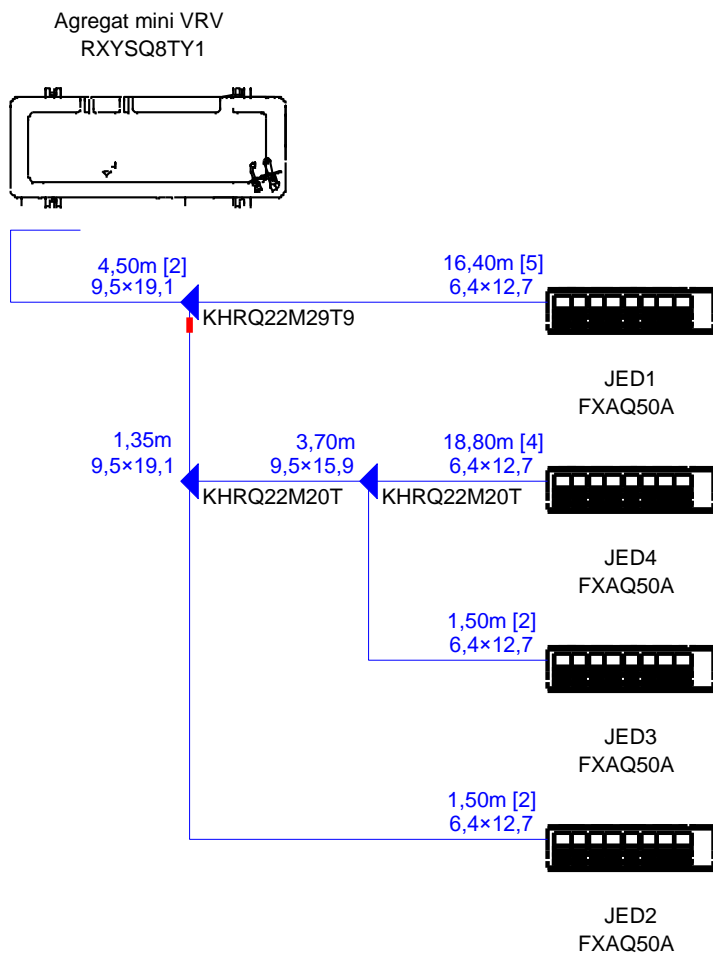 Agregat mini VRV
RXYSQ8TY1
4,50m [2]
9,5×19,1
16,40m [5]
6,4×12,7
KHRQ22M29T9
JED1
FXAQ50A
1,35m
9,5×19,1
3,70m
9,5×15,9
18,80m [4]
6,4×12,7
KHRQ22M20T
KHRQ22M20T
JED4
FXAQ50A
1,50m [2]
6,4×12,7
JED3
FXAQ50A
1,50m [2]
6,4×12,7
JED2
FXAQ50A